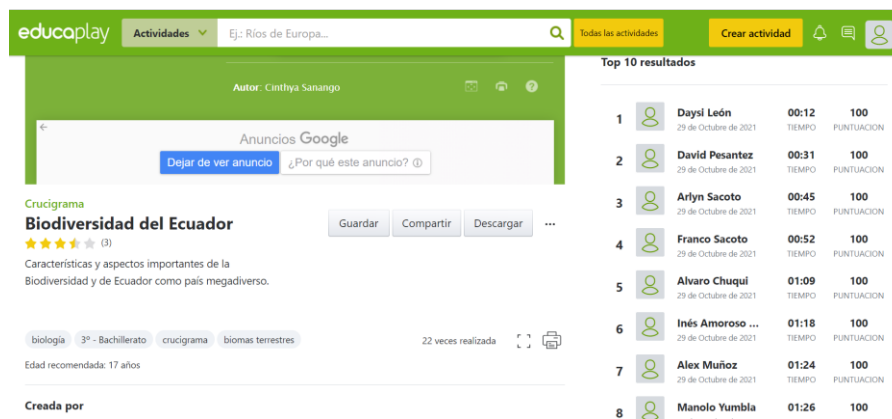 educaplay
Actividades
Ej.: Ríos de Europa...
Todas las actividades
Crear actividad
Autor: Cinthya Sanango
Anuncios Google
Dejar de ver anuncio
¿Por qué este anuncio?
Crucigrama
Biodiversidad del Ecuador
(3)
Guardar
Compartir
Descargar
...
Características y aspectos importantes de la
Biodiversidad y de Ecuador como país megadiverso.
biología
3º - Bachillerato
crucigrama
biomas terrestres
22 veces realizada
Edad recomendada: 17 años
Creada por
Top 10 resultados
1 Daysi León 00:12 100
29 de Octubre de 2021 TIEMPO PUNTUACION
2 David Pesantez 00:31 100
29 de Octubre de 2021 TIEMPO PUNTUACION
3 Arlyn Sacoto 00:45 100
29 de Octubre de 2021 TIEMPO PUNTUACION
4 Franco Sacoto 00:52 100
29 de Octubre de 2021 TIEMPO PUNTUACION
5 Alvaro Chuqui 01:09 100
29 de Octubre de 2021 TIEMPO PUNTUACION
6 Inés Amoroso ... 01:18 100
29 de Octubre de 2021 TIEMPO PUNTUACION
7 Alex Muñoz 01:24 100
29 de Octubre de 2021 TIEMPO PUNTUACION
8 Manolo Yumbla 01:26 100